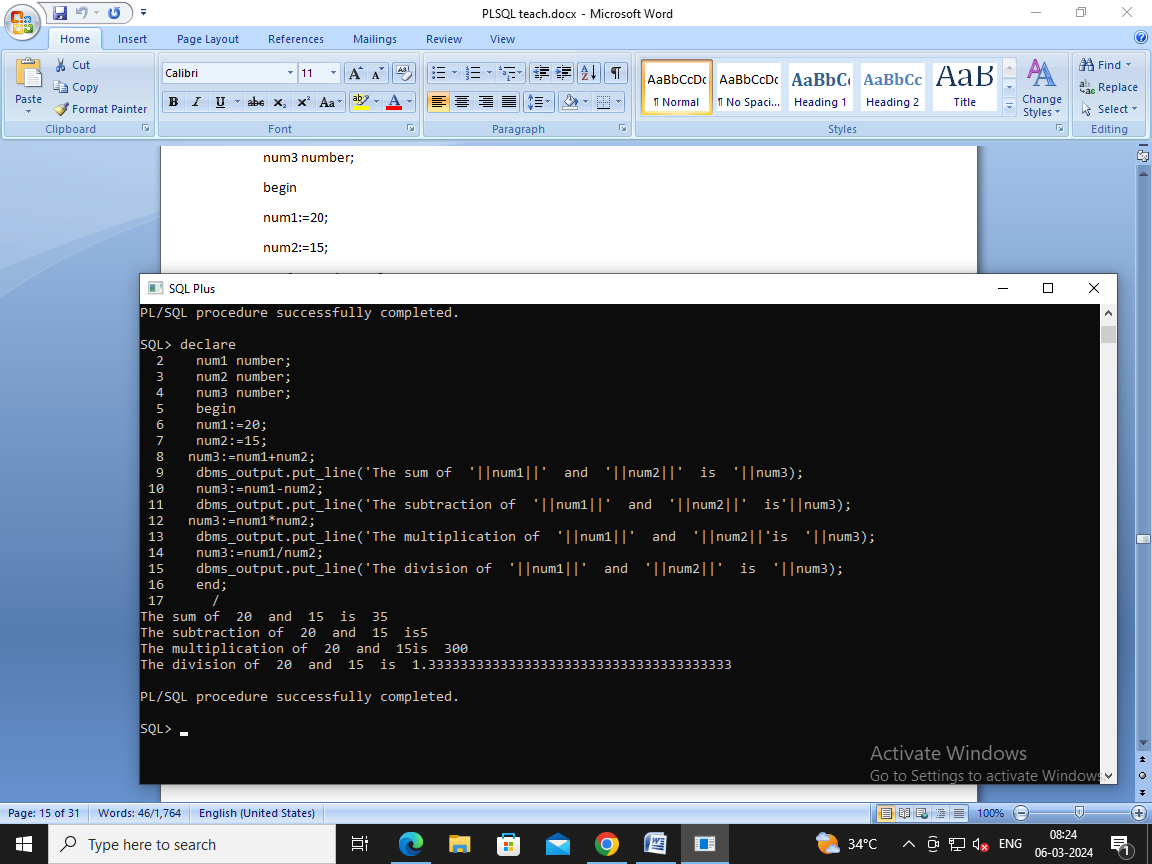 PLSQL teach.docx - Microsoft Word
Home Insert Page Layout References Mailings Review View
Paste
Cut
Copy
Format Painter
Clipboard
Calibri 11
B I U abc X₂ X² Aa
Font
Paragraph
AaBbCcDc AaBbCcDc AaBbC AaBbCc AaB
¶ Normal ¶ No Spaci... Heading 1 Heading 2 Title
Change
Styles
Styles
Find
Replace
Select
Editing
num3 number;
begin
num1:=20;
num2:=15;
SQL Plus
PL/SQL procedure successfully completed.
SQL> declare
2 num1 number;
3 num2 number;
4 num3 number;
5 begin
6 num1:=20;
7 num2:=15;
8 num3:=num1+num2;
9 dbms_output.put_line('The sum of '||num1||' and '||num2||' is '||num3);
10 num3:=num1-num2;
11 dbms_output.put_line('The subtraction of '||num1||' and '||num2||' is'||num3);
12 num3:=num1*num2;
13 dbms_output.put_line('The multiplication of '||num1||' and '||num2||'is '||num3);
14 num3:=num1/num2;
15 dbms_output.put_line('The division of '||num1||' and '||num2||' is '||num3);
16 end;
17 /
The sum of 20 and 15 is 35
The subtraction of 20 and 15 is5
The multiplication of 20 and 15is 300
The division of 20 and 15 is 1.33333333333333333333333333333333333333
PL/SQL procedure successfully completed.
SQL>
Activate Windows
Go to Settings to activate Windows.
Page: 15 of 31 Words: 46/1,764 English (United States) 100%
Type here to search
34°C ENG
08:24
06-03-2024
1